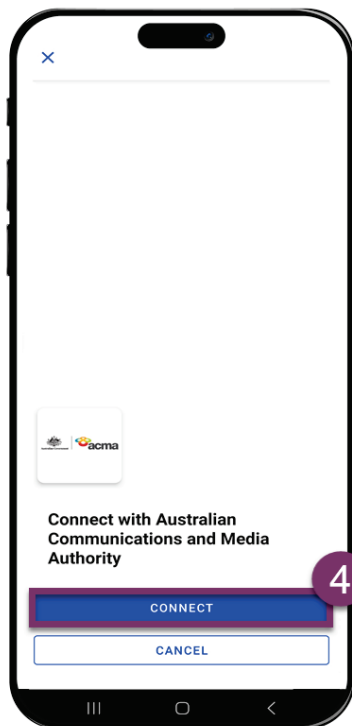 acma
Connect with Australian
Communications and Media
Authority
4
CONNECT
CANCEL